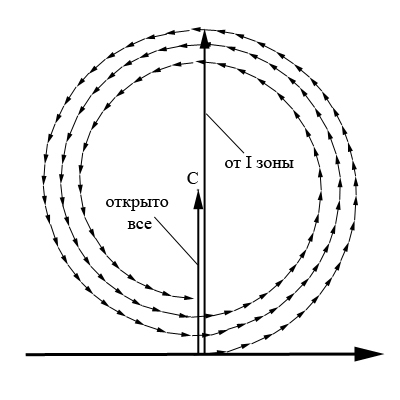 от I зоны
С
открыто
все